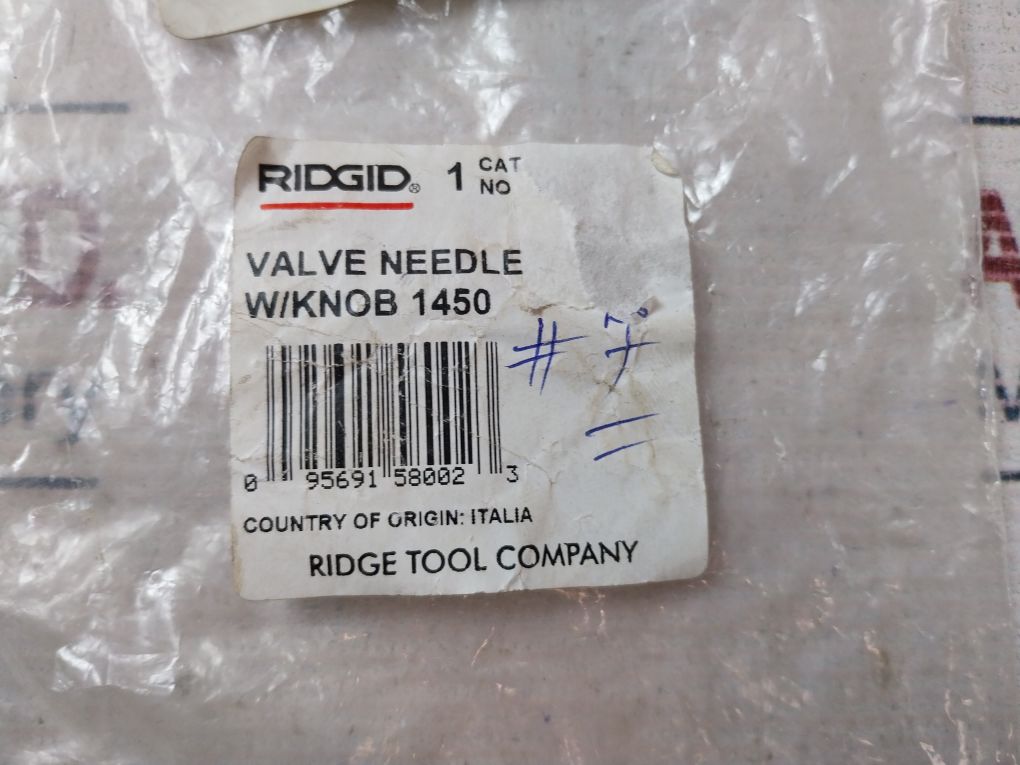 RIDGID® 1 CAT NO
VALVE NEEDLE
W/KNOB 1450
# 7
0 95691 58002 3
COUNTRY OF ORIGIN: ITALIA
RIDGE TOOL COMPANY